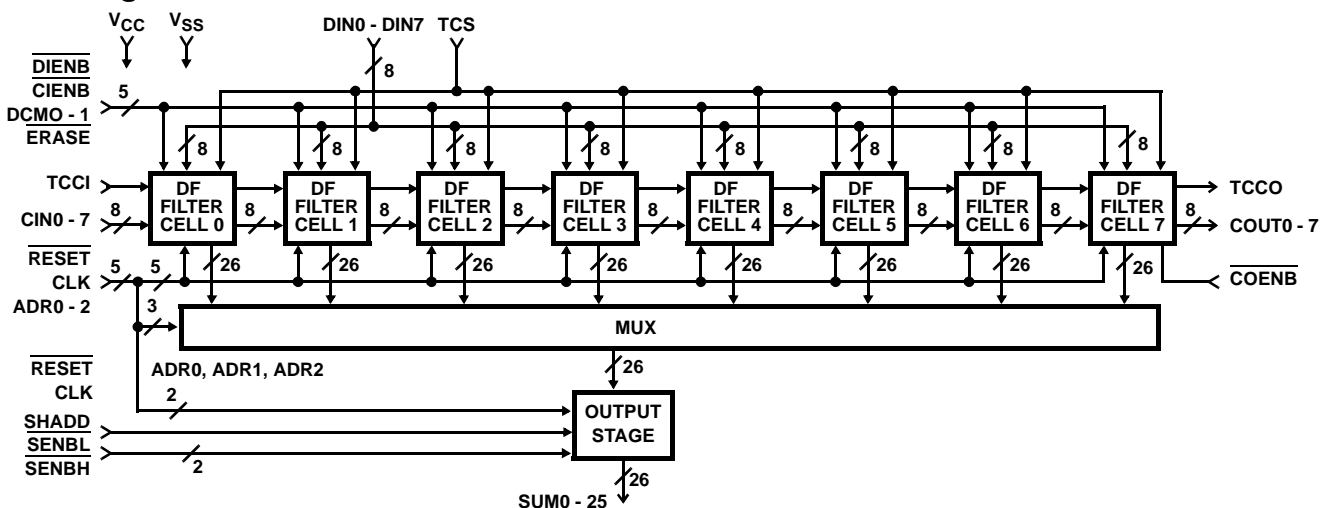 VCC
VSS
DIN0 - DIN7 TCS
DIENB
CIENB
DCMO - 1
ERASE
5
8
8
8
8
8
8
8
8
8
TCCI
CIN0 - 7
8
DF
FILTER
CELL 0
8
DF
FILTER
CELL 1
8
DF
FILTER
CELL 2
8
DF
FILTER
CELL 3
8
DF
FILTER
CELL 4
8
DF
FILTER
CELL 5
8
DF
FILTER
CELL 6
8
DF
FILTER
CELL 7
8
TCCO
COUT0 - 7
RESET
CLK
ADR0 - 2
5
5
26
26
26
26
26
26
26
26
COENB
3
MUX
ADR0, ADR1, ADR2
26
RESET
CLK
2
SHADD
SENBL
SENBH
2
OUTPUT
STAGE
26
SUM0 - 25